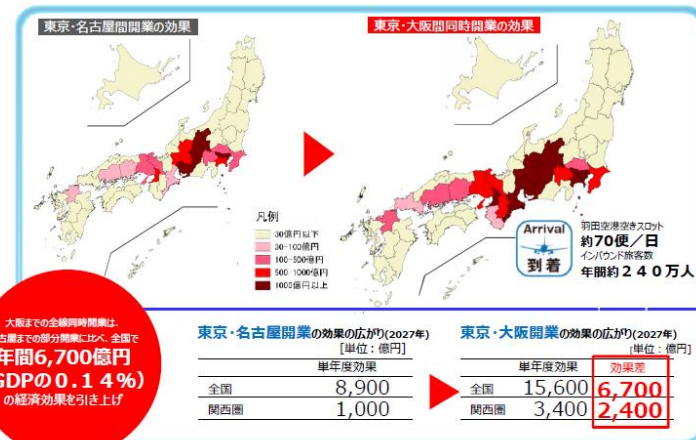 東京・名古屋間開業の効果
東京・大阪間同時開業の効果
凡例
30億円以下
30-100億円
100-500億円
500-1000億円
1000億円以上
Arrival
到着
羽田空港空きスロット
約70便／日
インバウンド旅客数
年間約２４０万人
大阪までの全線同時開業は、
古屋までの部分開業に比べ、全国で
年間6,700億円
GDPの０.１４％）
の経済効果を引き上げ
東京・名古屋開業の効果の広がり(2027年)
[単位：億円]
単年度効果
全国 8,900
関西圏 1,000
東京・大阪開業の効果の広がり(2027年)
[単位：億円]
単年度効果 効果差
全国 15,600 6,700
関西圏 3,400 2,400